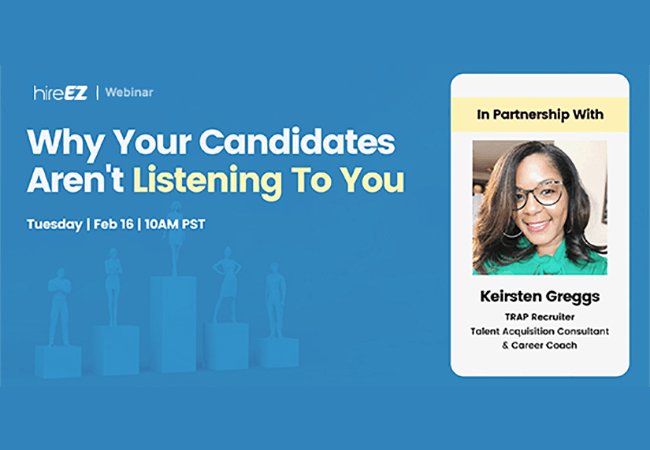 hireEZ | Webinar
Why Your Candidates
Aren't Listening To You
Tuesday | Feb 16 | 10AM PST
In Partnership With
Keirsten Greggs
TRAP Recruiter
Talent Acquisition Consultant
& Career Coach